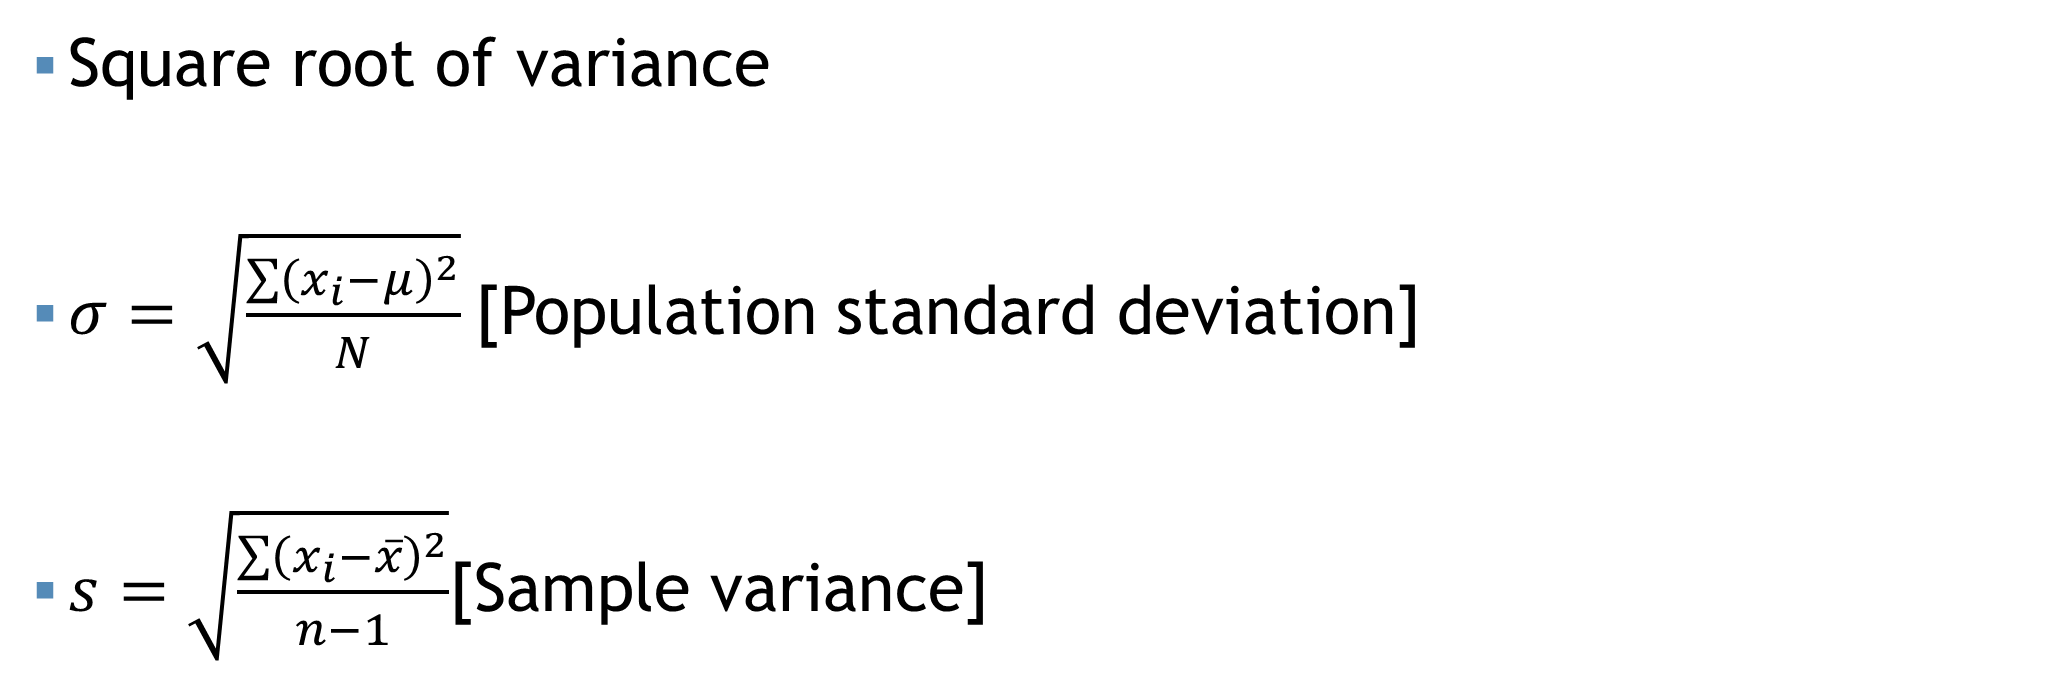 ▪ Square root of variance
▪ 𝜎 = √(∑(𝑥ᵢ−𝜇)²/𝑁) [Population standard deviation]
▪ 𝑠 = √(∑(𝑥ᵢ−𝑥̄)²/(𝑛−1)) [Sample variance]